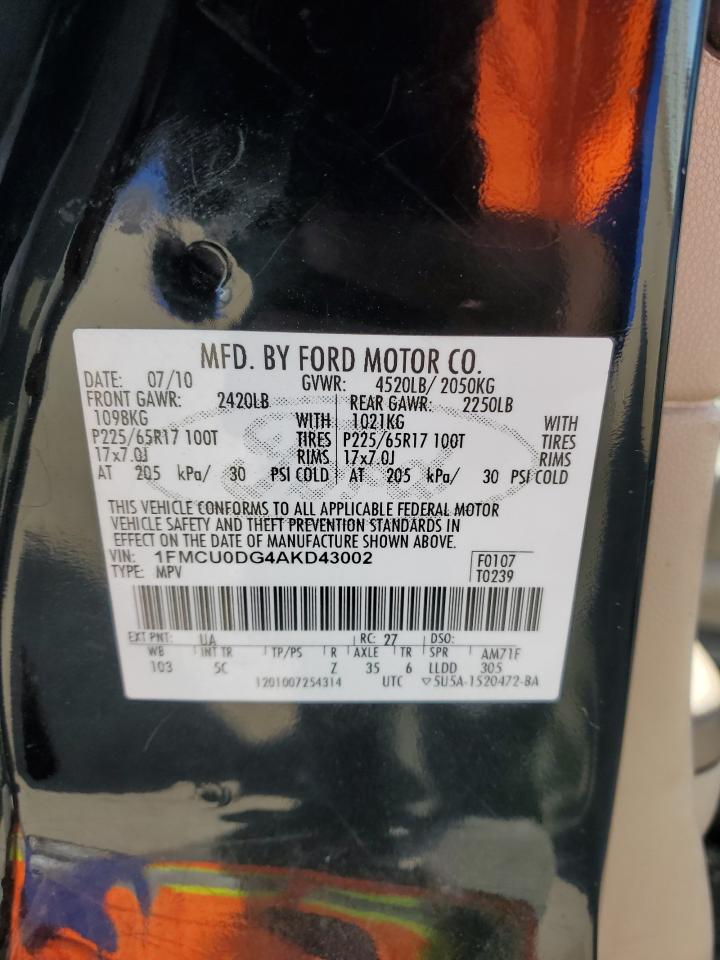 MFD. BY FORD MOTOR CO.
DATE: 07/10 GVWR: 4520LB/ 2050KG
FRONT GAWR: 2420LB REAR GAWR: 2250LB
1098KG WITH 1021KG WITH
P225/65R17 100T TIRES P225/65R17 100T TIRES
17x7.0J RIMS 17x7.0J RIMS
AT 205 kPa/ 30 PSI COLD AT 205 kPa/ 30 PSI COLD
THIS VEHICLE CONFORMS TO ALL APPLICABLE FEDERAL MOTOR
VEHICLE SAFETY AND THEFT PREVENTION STANDARDS IN
EFFECT ON THE DATE OF MANUFACTURE SHOWN ABOVE.
VIN: 1FMCU0DG4AKD43002 F0107
TYPE: MPV T0239
EXT PNT: UA RC: 27 DSO:
WB INT TR TP/PS R AXLE TR SPR AM71F
103 5C Z 35 6 LLDD 305
1201007254314 UTC ▽5U5A-1520472-BA